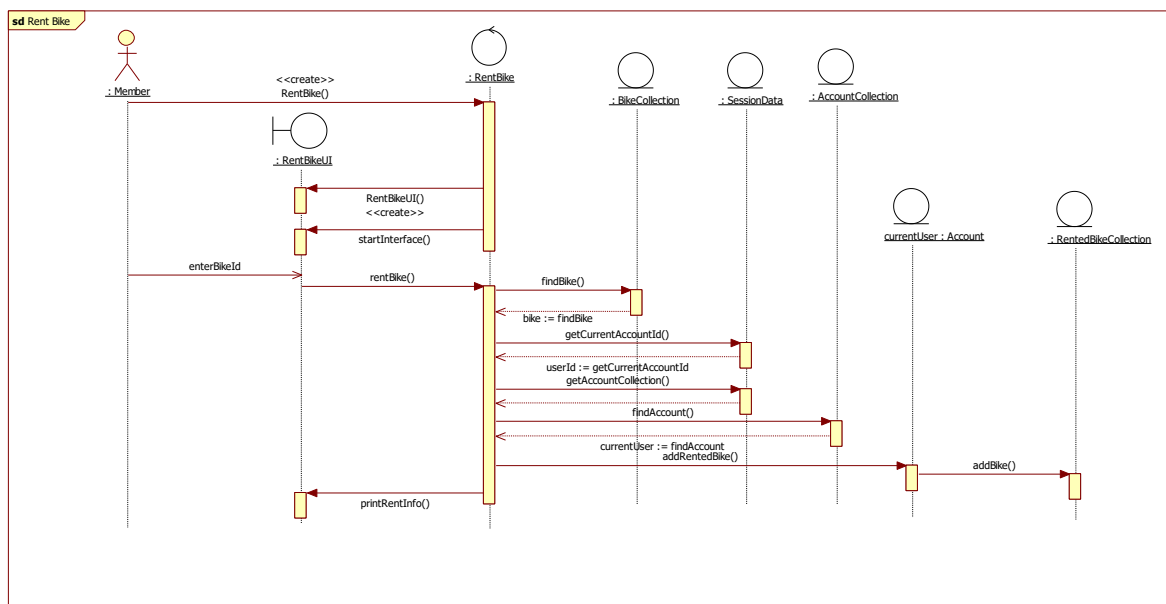 sd Rent Bike
: Member
: RentBike
: BikeCollection
: SessionData
: AccountCollection
<<create>>
RentBike()
: RentBikeUI
RentBikeUI()
<<create>>
startInterface()
currentUser : Account
: RentedBikeCollection
enterBikeId
rentBike()
findBike()
bike := findBike
getCurrentAccountId()
userId := getCurrentAccountId
getAccountCollection()
findAccount()
currentUser := findAccount
addRentedBike()
addBike()
printRentInfo()